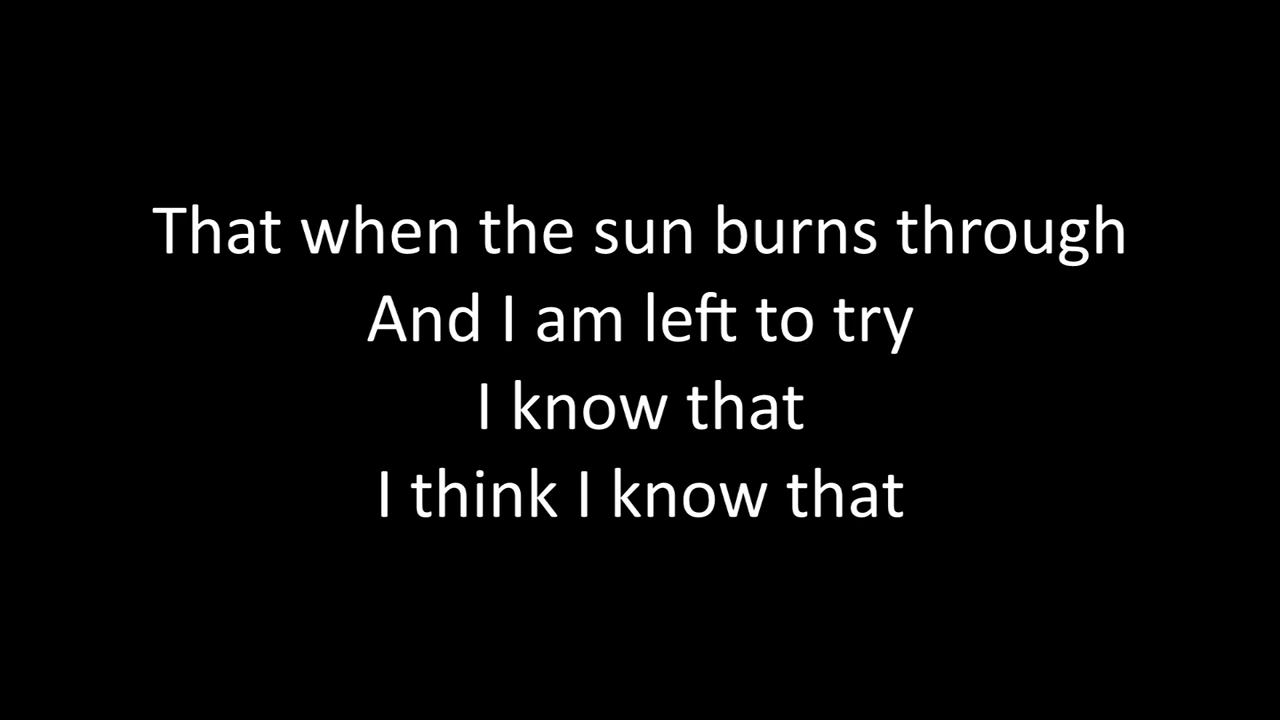 That when the sun burns through
And I am left to try
I know that
I think I know that